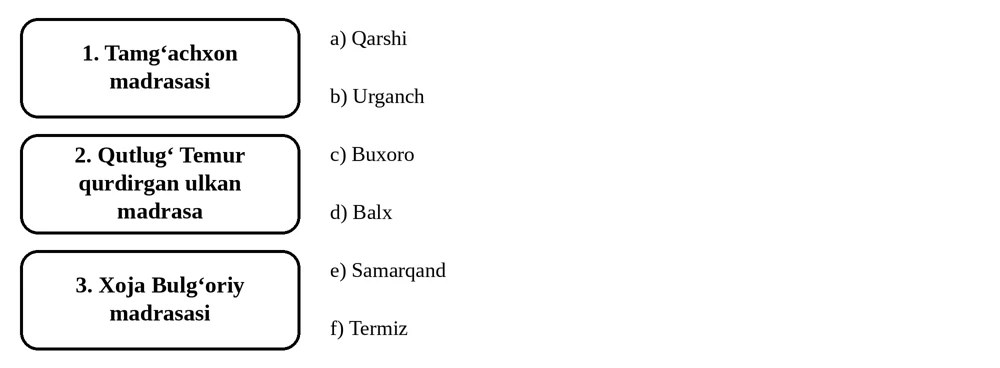 1. Tamg‘achxon
madrasasi
2. Qutlug‘ Temur
qurdirgan ulkan
madrasa
3. Xoja Bulg‘oriy
madrasasi
a) Qarshi
b) Urganch
c) Buxoro
d) Balx
e) Samarqand
f) Termiz